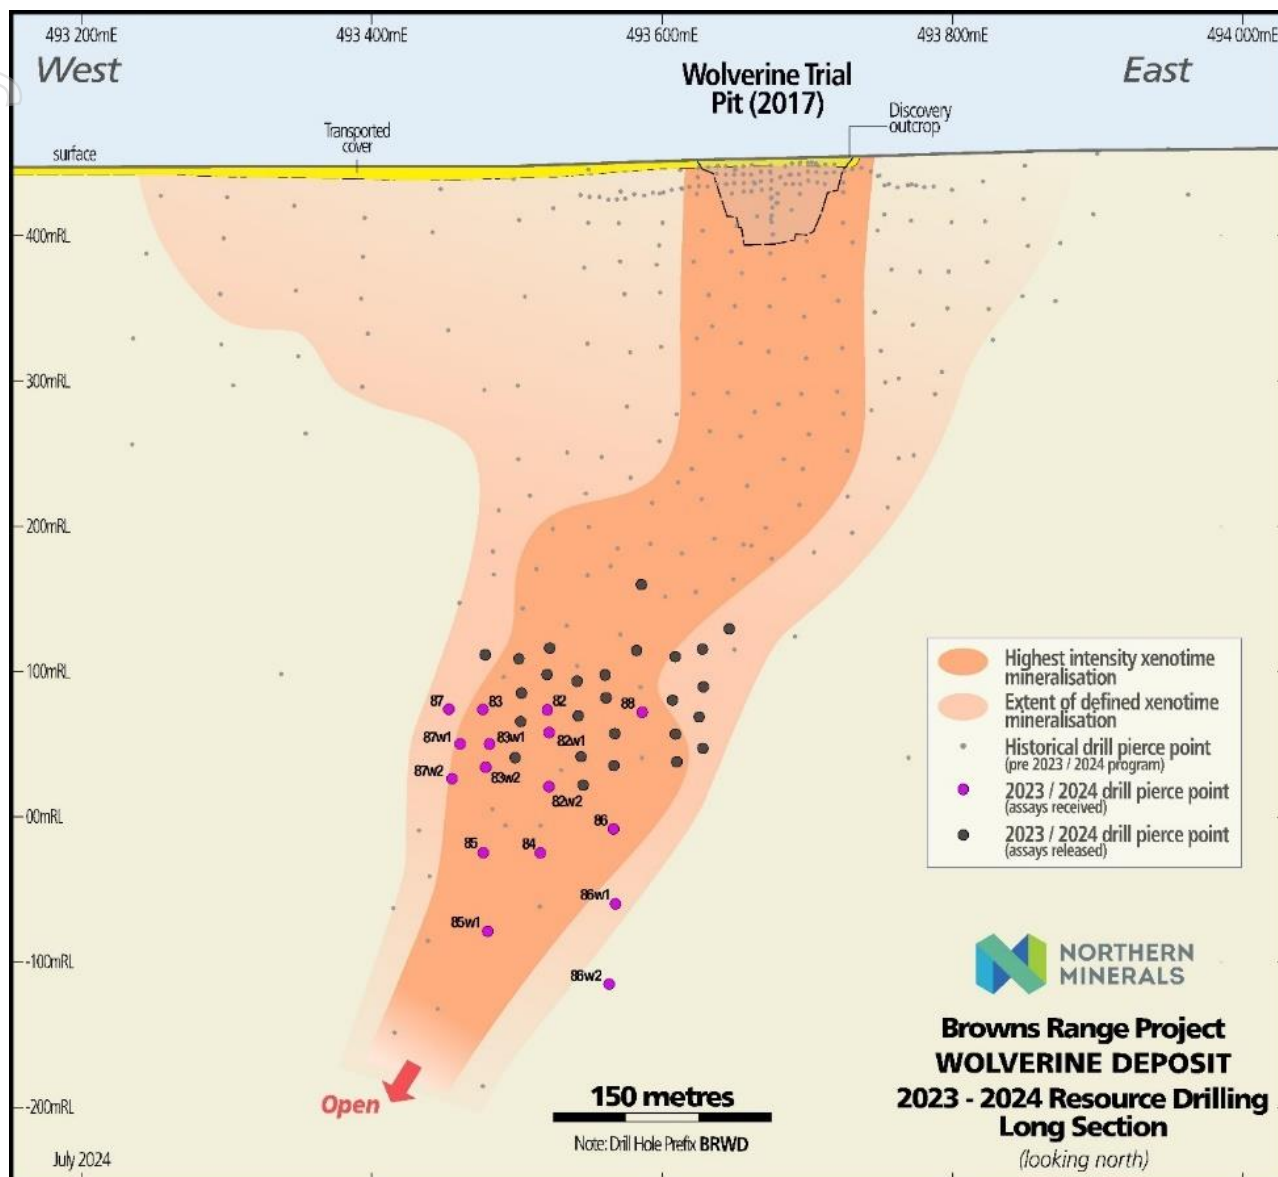 493 200mE
493 400mE
493 600mE
493 800mE
494 000mE
West
East
Wolverine Trial
Pit (2017)
Discovery
outcrop
Transported
cover
surface
400mRL
300mRL
200mRL
100mRL
00mRL
-100mRL
-200mRL
87
83
82
88
87w1
83w1
82w1
87w2
83w2
82w2
86
85
84
86w1
85w1
86w2
Highest intensity xenotime
mineralisation
Extent of defined xenotime
mineralisation
Historical drill pierce point
(pre 2023 / 2024 program)
2023 / 2024 drill pierce point
(assays received)
2023 / 2024 drill pierce point
(assays released)
NORTHERN
MINERALS
Browns Range Project
WOLVERINE DEPOSIT
2023 - 2024 Resource Drilling
Long Section
(looking north)
Open
150 metres
Note: Drill Hole Prefix BRWD
July 2024